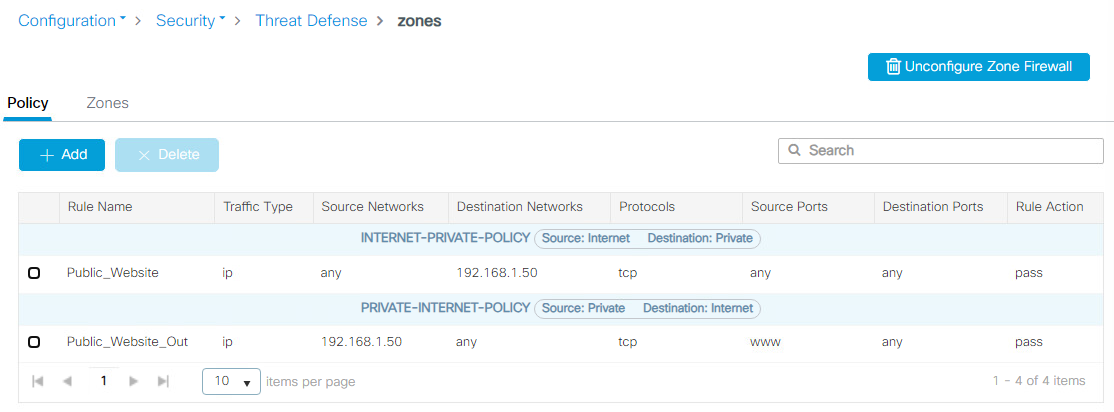 Configuration > Security > Threat Defense > zones
Unconfigure Zone Firewall
Policy Zones
+ Add × Delete Search
Rule Name Traffic Type Source Networks Destination Networks Protocols Source Ports Destination Ports Rule Action
INTERNET-PRIVATE-POLICY Source: Internet Destination: Private
Public_Website ip any 192.168.1.50 tcp any any pass
PRIVATE-INTERNET-POLICY Source: Private Destination: Internet
Public_Website_Out ip 192.168.1.50 any tcp www any pass
1 10 items per page 1 - 4 of 4 items